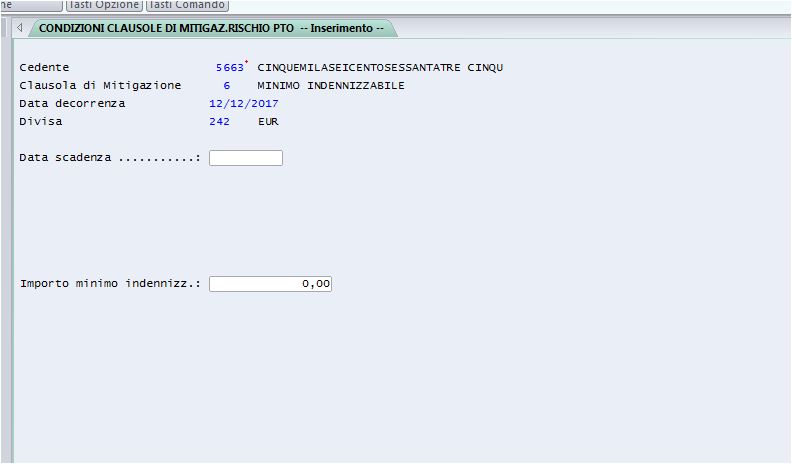 ne Tasti Opzione Tasti Comando
CONDIZIONI CLAUSOLE DI MITIGAZ.RISCHIO PTO -- Inserimento --
Cedente 5663* CINQUEMILASEICENTOSESSANTATRE CINQU
Clausola di Mitigazione 6 MINIMO INDENNIZZABILE
Data decorrenza 12/12/2017
Divisa 242 EUR
Data scadenza ...........:
Importo minimo indennizz.: 0,00